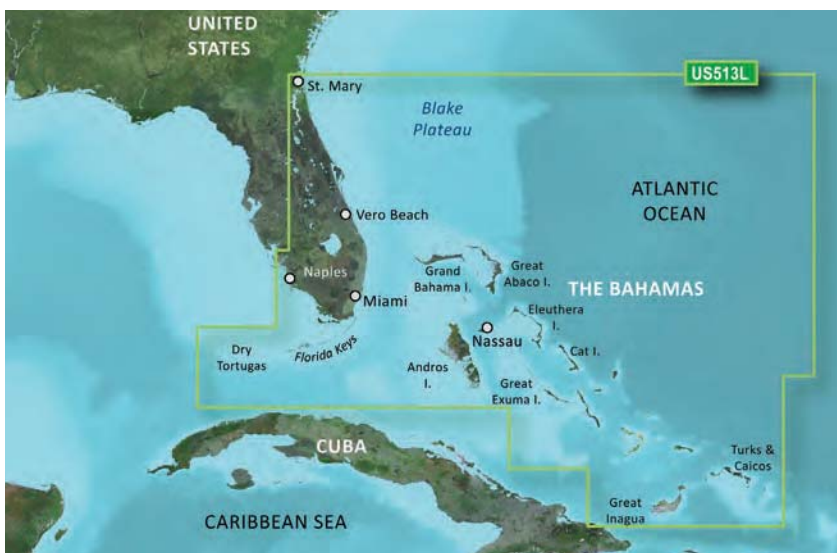 UNITED
STATES
US513L
St. Mary
Blake
Plateau
ATLANTIC
OCEAN
Vero Beach
Naples
Grand
Bahama I.
Great
Abaco I.
THE BAHAMAS
Miami
Eleuthera
I.
Nassau
Dry
Tortugas
Florida Keys
Cat I.
Andros
I.
Great
Exuma I.
CUBA
Turks &
Caicos
Great
Inagua
CARIBBEAN SEA